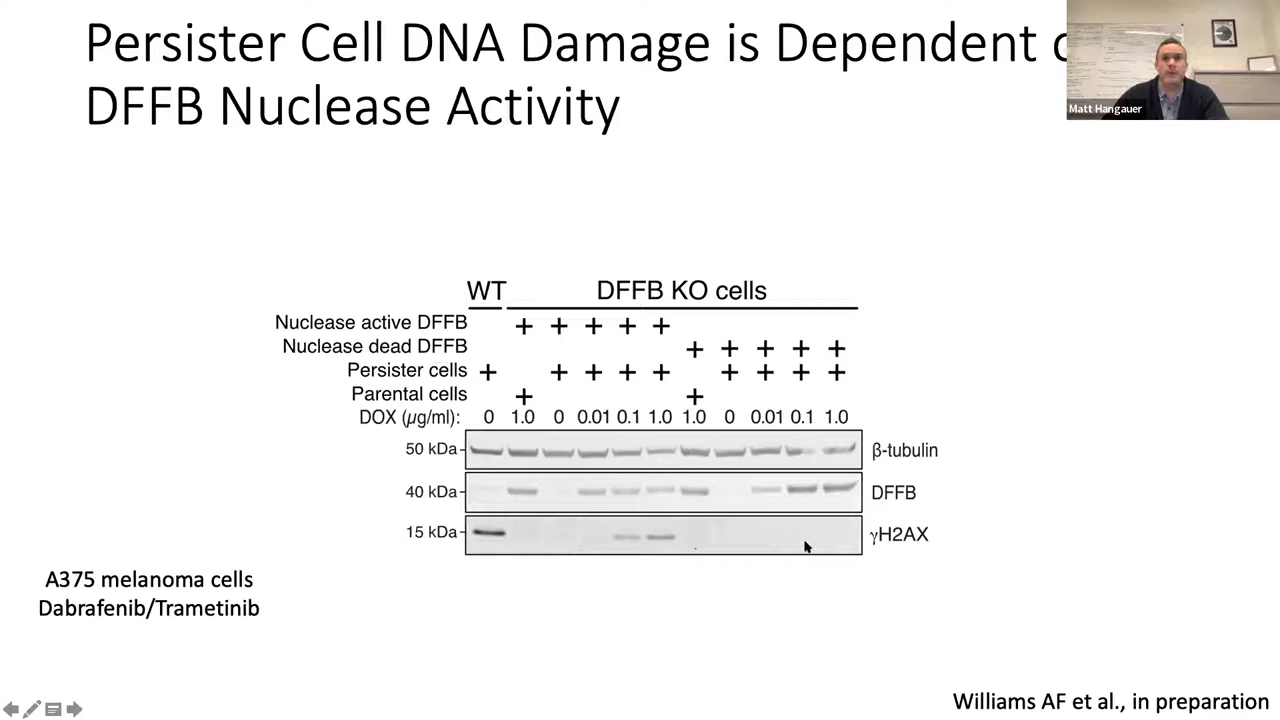 Persister Cell DNA Damage is Dependent
DFFB Nuclease Activity
Matt Hangauer
WT DFFB KO cells
Nuclease active DFFB + + + + +
Nuclease dead DFFB + + + + +
Persister cells + + + + + + + + +
Parental cells + +
DOX (µg/ml): 0 1.0 0 0.01 0.1 1.0 1.0 0 0.01 0.1 1.0
50 kDa β-tubulin
40 kDa DFFB
15 kDa γH2AX
A375 melanoma cells
Dabrafenib/Trametinib
Williams AF et al., in preparation